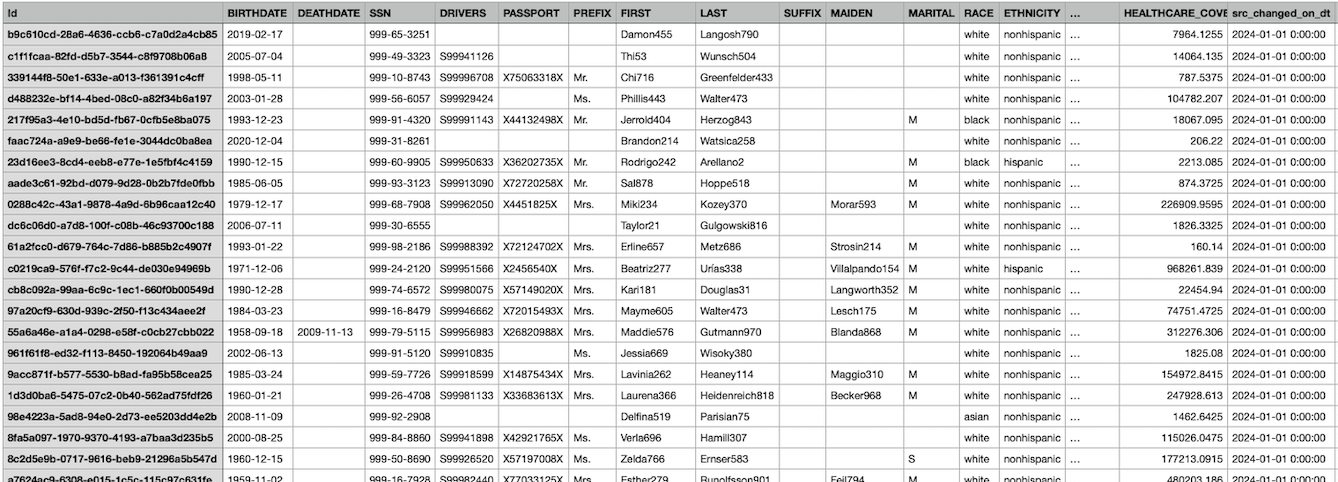 Id BIRTHDATE DEATHDATE SSN DRIVERS PASSPORT PREFIX FIRST LAST SUFFIX MAIDEN MARITAL RACE ETHNICITY ... HEALTHCARE_COVE src_changed_on_dt
b9c610cd-28a6-4636-ccb6-c7a0d2a4cb85 2019-02-17 999-65-3251 Damon455 Langosh790 white nonhispanic ... 7964.1255 2024-01-01 0:00:00
c1f1fcaa-82fd-d5b7-3544-c8f9708b06a8 2005-07-04 999-49-3323 S99941126 Thi53 Wunsch504 white nonhispanic ... 14064.135 2024-01-01 0:00:00
339144f8-50e1-633e-a013-f361391c4cff 1998-05-11 999-10-8743 S99996708 X75063318X Mr. Chi716 Greenfelder433 white nonhispanic ... 787.5375 2024-01-01 0:00:00
d488232e-bf14-4bed-08c0-a82f34b6a197 2003-01-28 999-56-6057 S99929424 Ms. Phillis443 Walter473 white nonhispanic ... 104782.207 2024-01-01 0:00:00
217f95a3-4e10-bd5d-fb67-0cfb5e8ba075 1993-12-23 999-91-4320 S99991143 X44132498X Mr. Jerrold404 Herzog843 M black nonhispanic ... 18067.095 2024-01-01 0:00:00
faac724a-a9e9-be66-fe1e-3044dc0ba8ea 2020-12-04 999-31-8261 Brandon214 Watsica258 white nonhispanic ... 206.22 2024-01-01 0:00:00
23d16ee3-8cd4-eeb8-e77e-1e5fbf4c4159 1990-12-15 999-60-9905 S99950633 X36202735X Mr. Rodrigo242 Arellano2 M black hispanic ... 2213.085 2024-01-01 0:00:00
aade3c61-92bd-d079-9d28-0b2b7fde0fbb 1985-06-05 999-93-3123 S99913090 X72720258X Mr. Sal878 Hoppe518 M white nonhispanic ... 874.3725 2024-01-01 0:00:00
0288c42c-43a1-9878-4a9d-6b96caa12c40 1979-12-17 999-68-7908 S99962050 X4451825X Mrs. Miki234 Kozey370 Morar593 M white nonhispanic ... 226909.9595 2024-01-01 0:00:00
dc6c06d0-a7d8-100f-c08b-46c93700c188 2006-07-11 999-30-6555 Taylor21 Gulgowski816 white nonhispanic ... 1826.3325 2024-01-01 0:00:00
61a2fcc0-d679-764c-7d86-b885b2c4907f 1993-01-22 999-98-2186 S99988392 X72124702X Mrs. Erline657 Metz686 Strosin214 M white nonhispanic ... 160.14 2024-01-01 0:00:00
c0219ca9-576f-f7c2-9c44-de030e94969b 1971-12-06 999-24-2120 S99951566 X2456540X Mrs. Beatriz277 Urías338 Villalpando154 M white hispanic ... 968261.839 2024-01-01 0:00:00
cb8c092a-99aa-6c9c-1ec1-660f0b00549d 1990-12-28 999-74-6572 S99980075 X57149020X Mrs. Kari181 Douglas31 Langworth352 M white nonhispanic ... 22454.94 2024-01-01 0:00:00
97a20cf9-630d-939c-2f50-f13c434aee2f 1984-03-23 999-16-8479 S99946662 X72015493X Mrs. Mayme605 Walter473 Lesch175 M white nonhispanic ... 74751.4725 2024-01-01 0:00:00
55a6a46e-a1a4-0298-e58f-c0cb27cbb022 1958-09-18 2009-11-13 999-79-5115 S99956983 X26820988X Mrs. Maddie576 Gutmann970 Blanda868 M white nonhispanic ... 312276.306 2024-01-01 0:00:00
961f61f8-ed32-f113-8450-192064b49aa9 2002-06-13 999-91-5120 S99910835 Ms. Jessia669 Wisoky380 white nonhispanic ... 1825.08 2024-01-01 0:00:00
9acc871f-b577-5530-b8ad-fa95b58cea25 1985-03-24 999-59-7726 S99918599 X14875434X Mrs. Lavinia262 Heaney114 Maggio310 M white nonhispanic ... 154972.8415 2024-01-01 0:00:00
1d3d0ba6-5475-07c2-0b40-562ad75fdf26 1960-01-21 999-26-4708 S99981133 X33683613X Mrs. Laurena366 Heidenreich818 Becker968 M white nonhispanic ... 247928.613 2024-01-01 0:00:00
98e4223a-5ad8-94e0-2d73-ee5203dd4e2b 2008-11-09 999-92-2908 Delfina519 Parisian75 asian nonhispanic ... 1462.6425 2024-01-01 0:00:00
8fa5a097-1970-9370-4193-a7baa3d235b5 2000-08-25 999-84-8860 S99941898 X42921765X Ms. Verla696 Hamill307 white nonhispanic ... 115026.0475 2024-01-01 0:00:00
8c2d5e9b-0717-9616-beb9-21296a5b547d 1960-12-15 999-50-8690 S99926520 X57197008X Ms. Zelda766 Ernser583 S white nonhispanic ... 177213.0915 2024-01-01 0:00:00
a7624ac9-6308-e015-1c5c-115c97c631fe 1959-11-02 999-16-7928 S99982440 X77033125X Mrs. Esther279 Runolfsson901 Feil794 M white nonhispanic ... 480203.186 2024-01-01 0:00:00